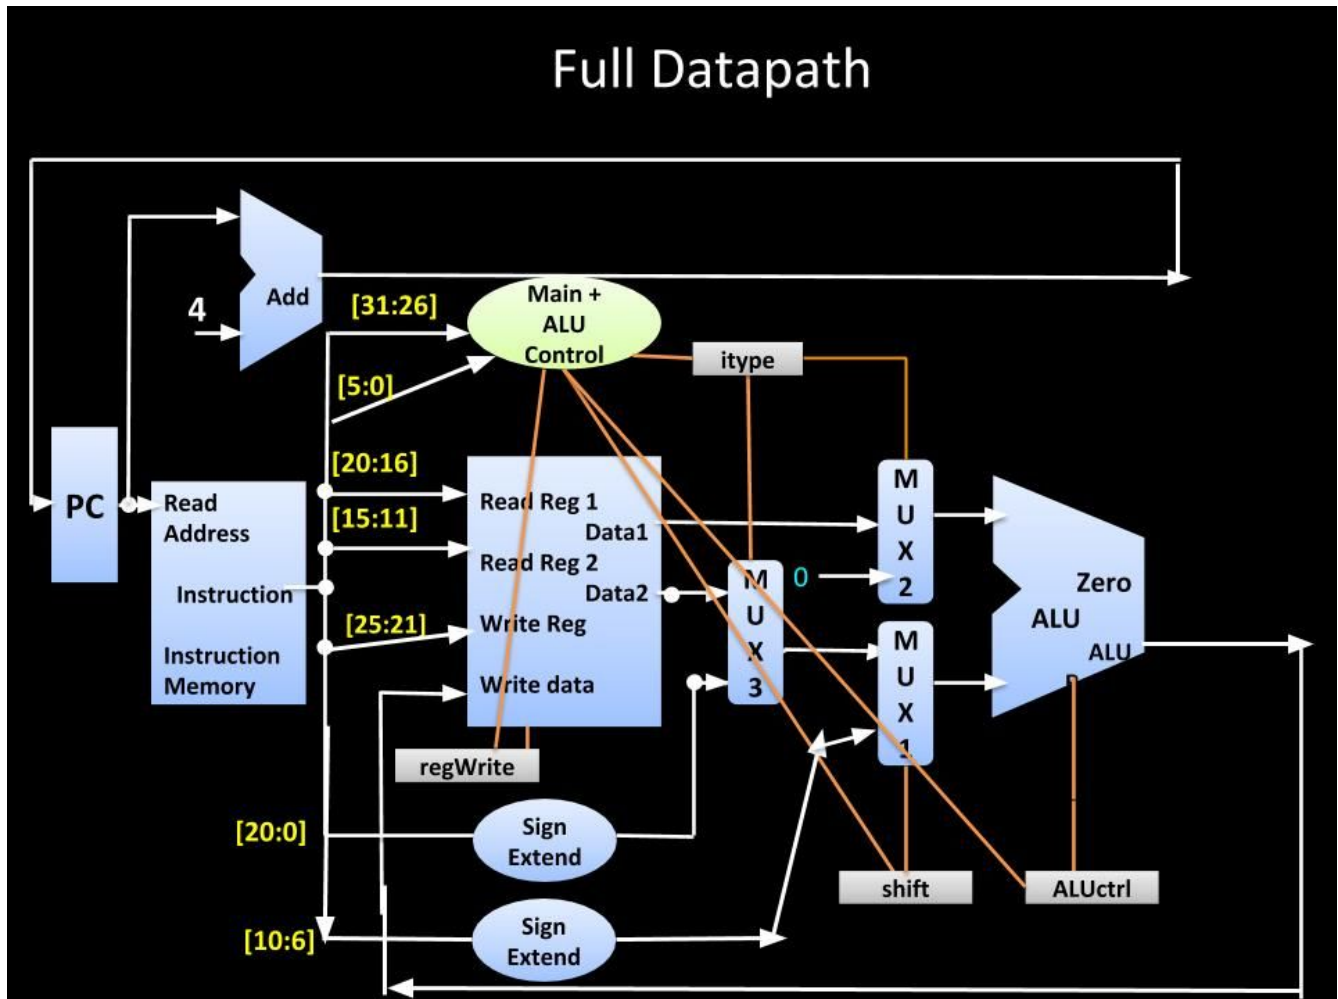 Full Datapath
Add
4
[31:26]
Main +
ALU
Control
itype
[5:0]
PC
Read
Address
Instruction
Instruction
Memory
[20:16]
[15:11]
[25:21]
Read Reg 1
Data1
Read Reg 2
Data2
Write Reg
Write data
regWrite
M
U
X
3
0
M
U
X
2
M
U
X
1
Zero
ALU
ALU
[20:0]
Sign
Extend
shift
ALUctrl
[10:6]
Sign
Extend